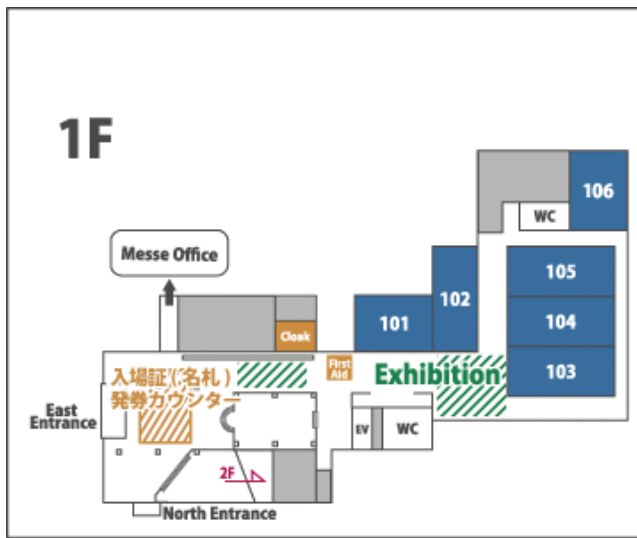 1F
106
WC
Messe Office
105
102
104
101
Cloak
First
Aid
103
入場証(名札)
発券カウンター
Exhibition
East
Entrance
EV
WC
2F
North Entrance